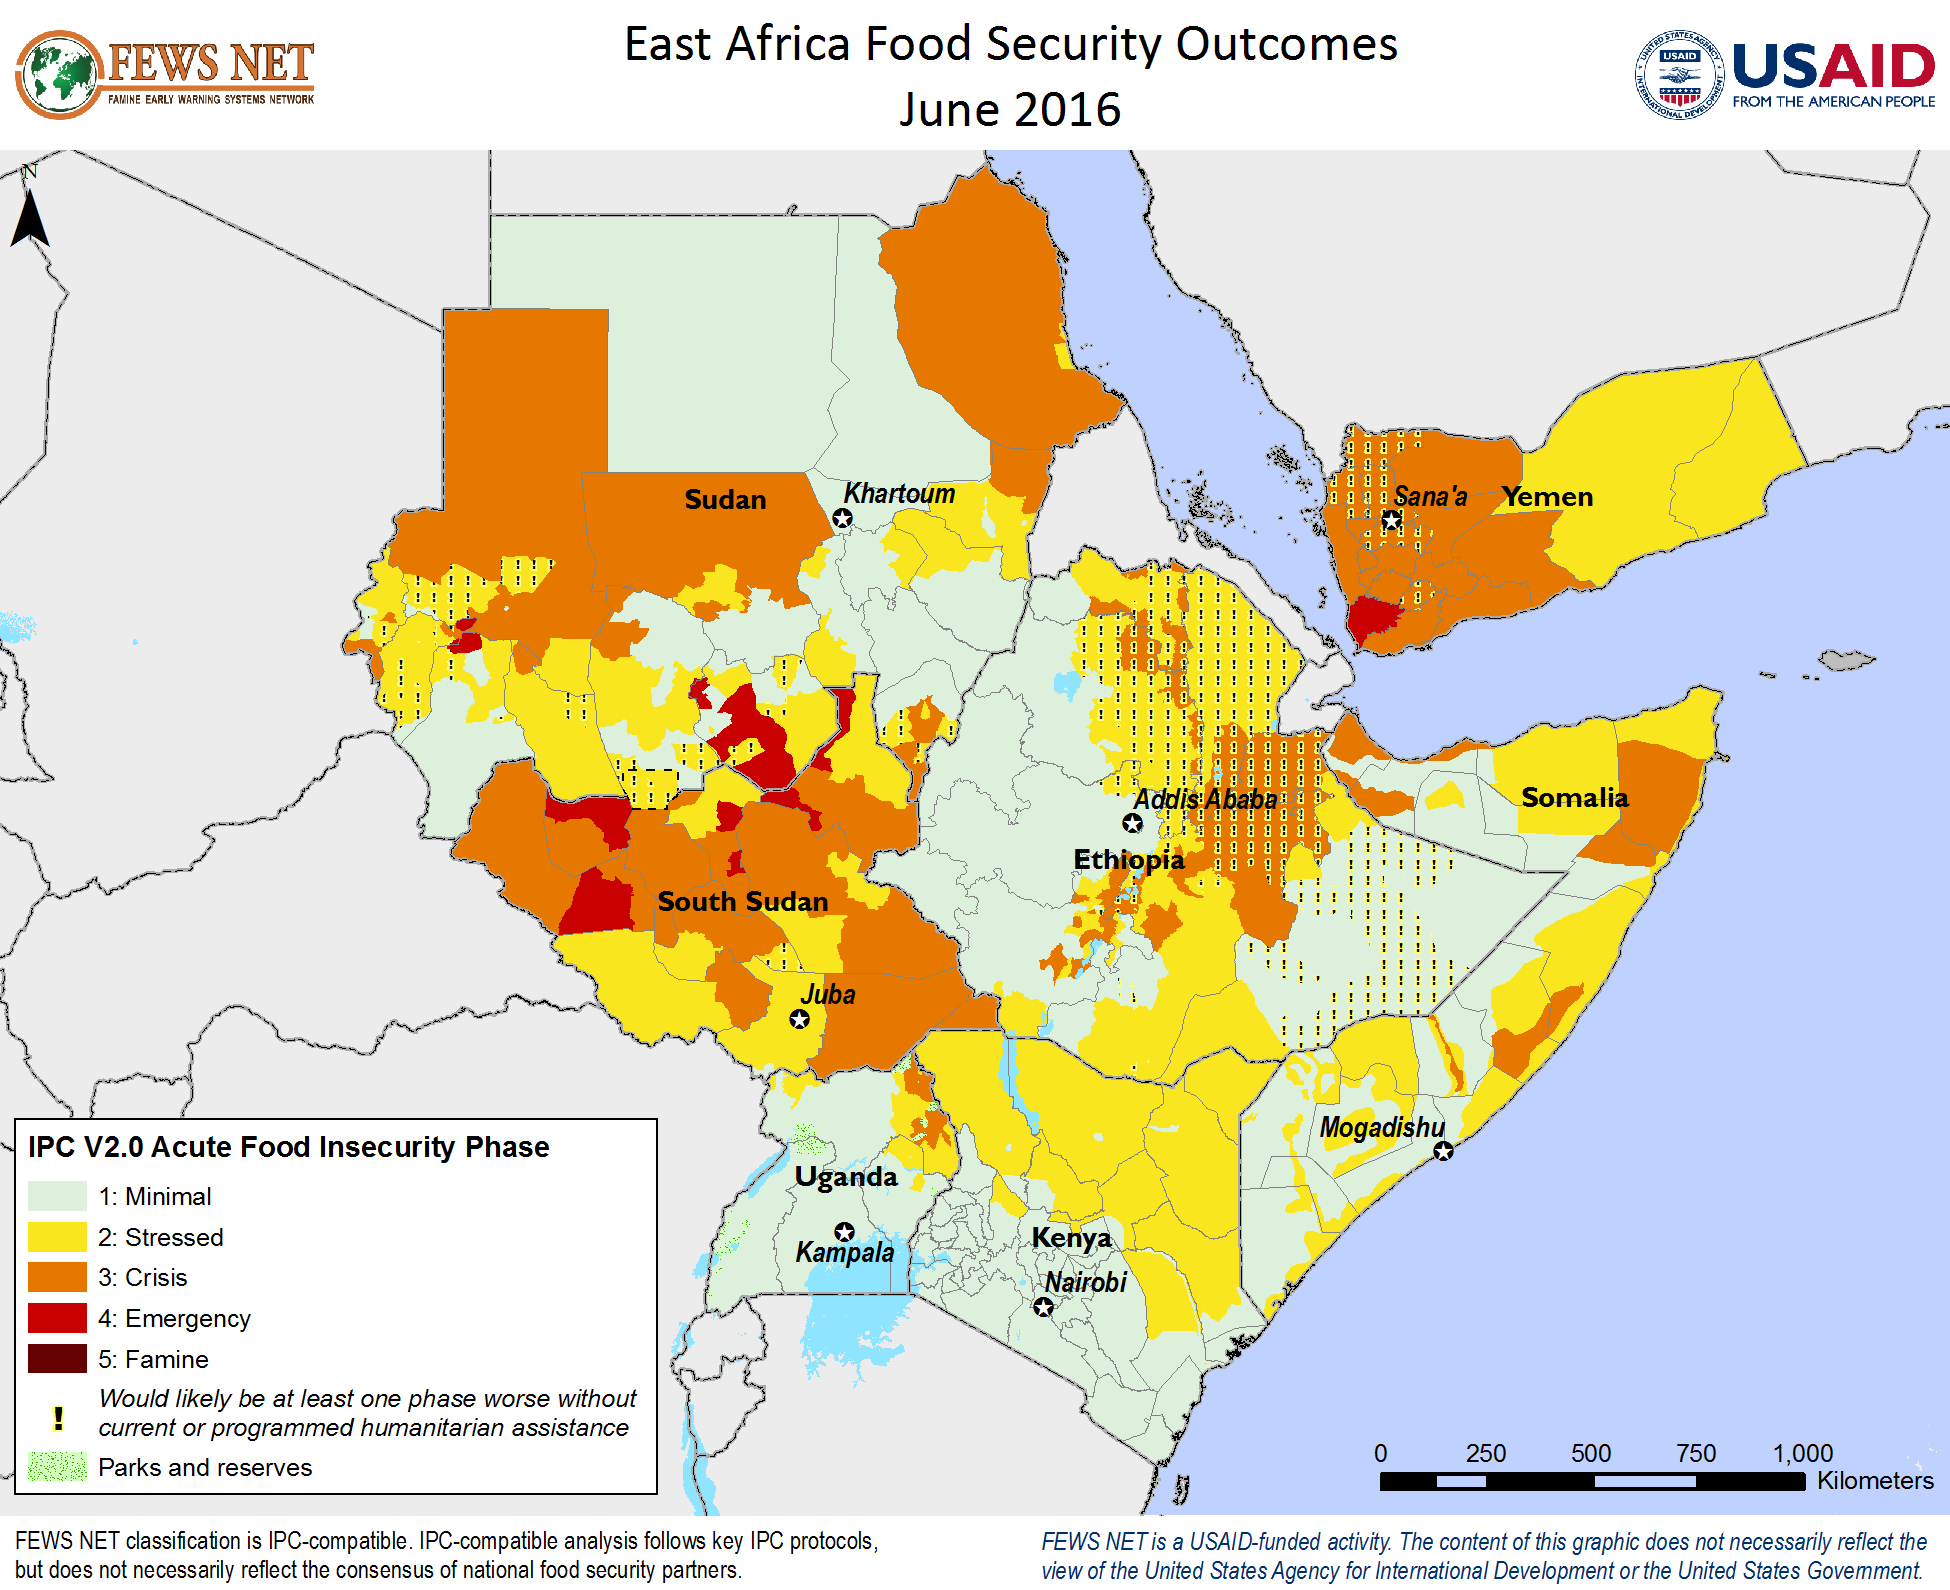 FEWS NET
FAMINE EARLY WARNING SYSTEMS NETWORK
East Africa Food Security Outcomes
June 2016
UNITED STATES AGENCY
USAID
INTERNATIONAL DEVELOPMENT
USAID
FROM THE AMERICAN PEOPLE
N
Sudan
Khartoum
Sana'a
Yemen
Addis Ababa
Somalia
Ethiopia
South Sudan
Juba
Mogadishu
Uganda
Kenya
Kampala
Nairobi
IPC V2.0 Acute Food Insecurity Phase
1: Minimal
2: Stressed
3: Crisis
4: Emergency
5: Famine
! Would likely be at least one phase worse without
current or programmed humanitarian assistance
Parks and reserves
0 250 500 750 1,000
Kilometers
FEWS NET classification is IPC-compatible. IPC-compatible analysis follows key IPC protocols,
but does not necessarily reflect the consensus of national food security partners.
FEWS NET is a USAID-funded activity. The content of this graphic does not necessarily reflect the
view of the United States Agency for International Development or the United States Government.